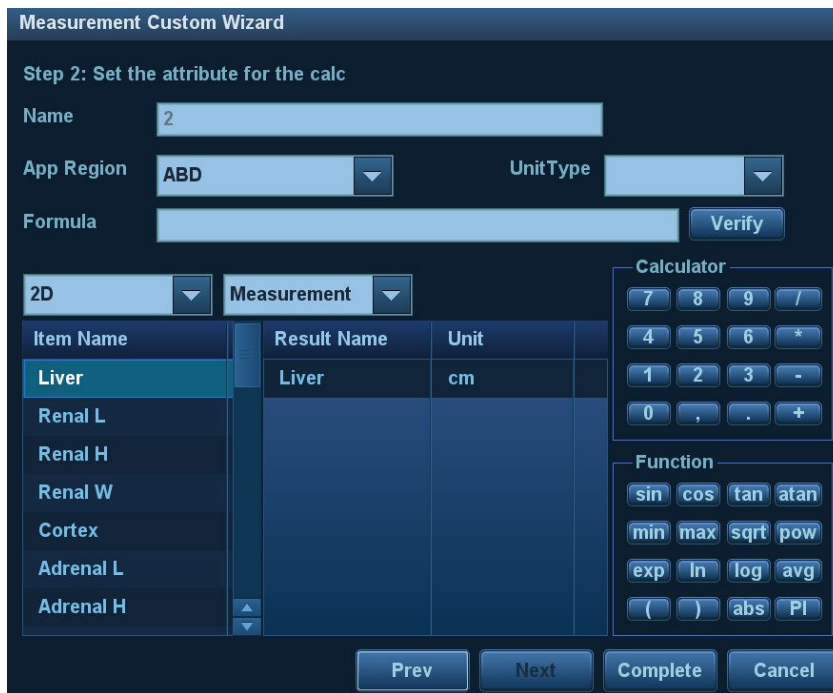 Measurement Custom Wizard
Step 2: Set the attribute for the calc
Name 2
App Region ABD UnitType
Formula Verify
2D Measurement
Item Name Result Name Unit
Liver Liver cm
Renal L
Renal H
Renal W
Cortex
Adrenal L
Adrenal H
Calculator
7 8 9 /
4 5 6 *
1 2 3 -
0 , . +
Function
sin cos tan atan
min max sqrt pow
exp ln log avg
( ) abs PI
Prev Next Complete Cancel